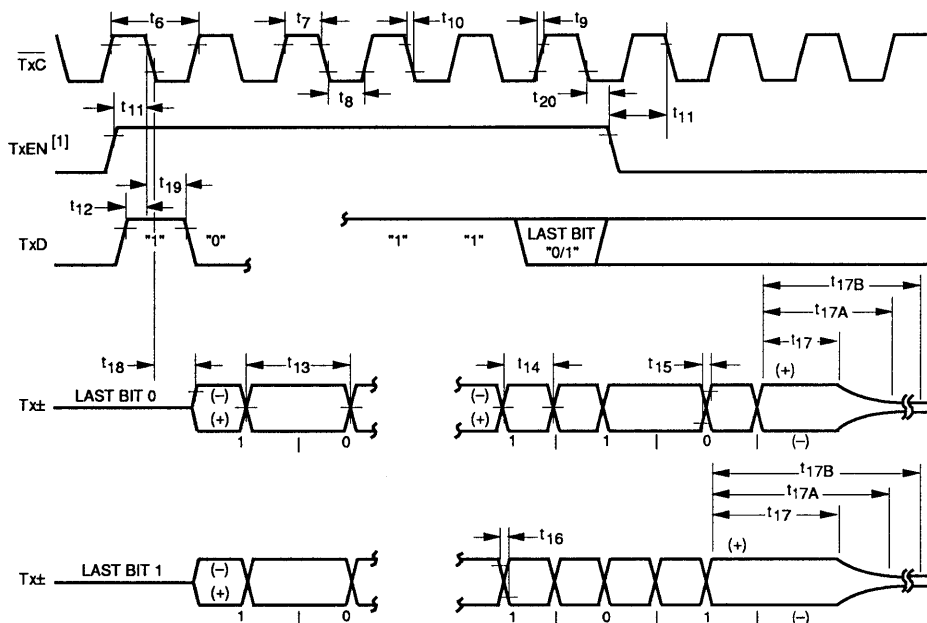 t6 t7 t10 t9
TxC
t11 t8 t20 t11
TxEN [1]
t19
t12
TxD "1" "0" "1" "1" LAST BIT "0/1"
t17B
t17A
t18 t13 t14 t15 t17
Tx± LAST BIT 0 (–) (+) (–) (+) (+)
1 | 0 1 | 1 | 0 | (–)
t17B
t17A
t16 t17
(+)
Tx± LAST BIT 1 (–) (+)
1 | 0 1 | 0 | 1 | (–)